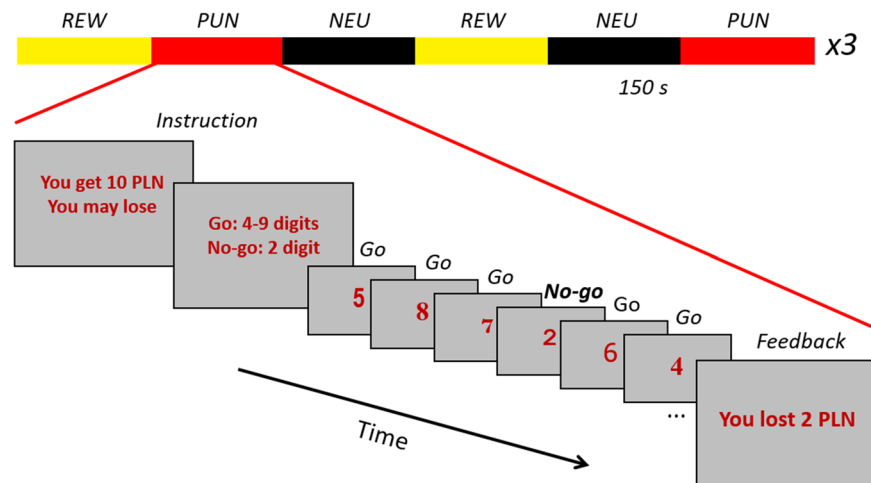 REW PUN NEU REW NEU PUN x3
150 s
Instruction
You get 10 PLN
You may lose
Go: 4-9 digits
No-go: 2 digit
Go
5
Go
8
Go
7
No-go
2
Go
6
Go
4
...
Feedback
You lost 2 PLN
Time